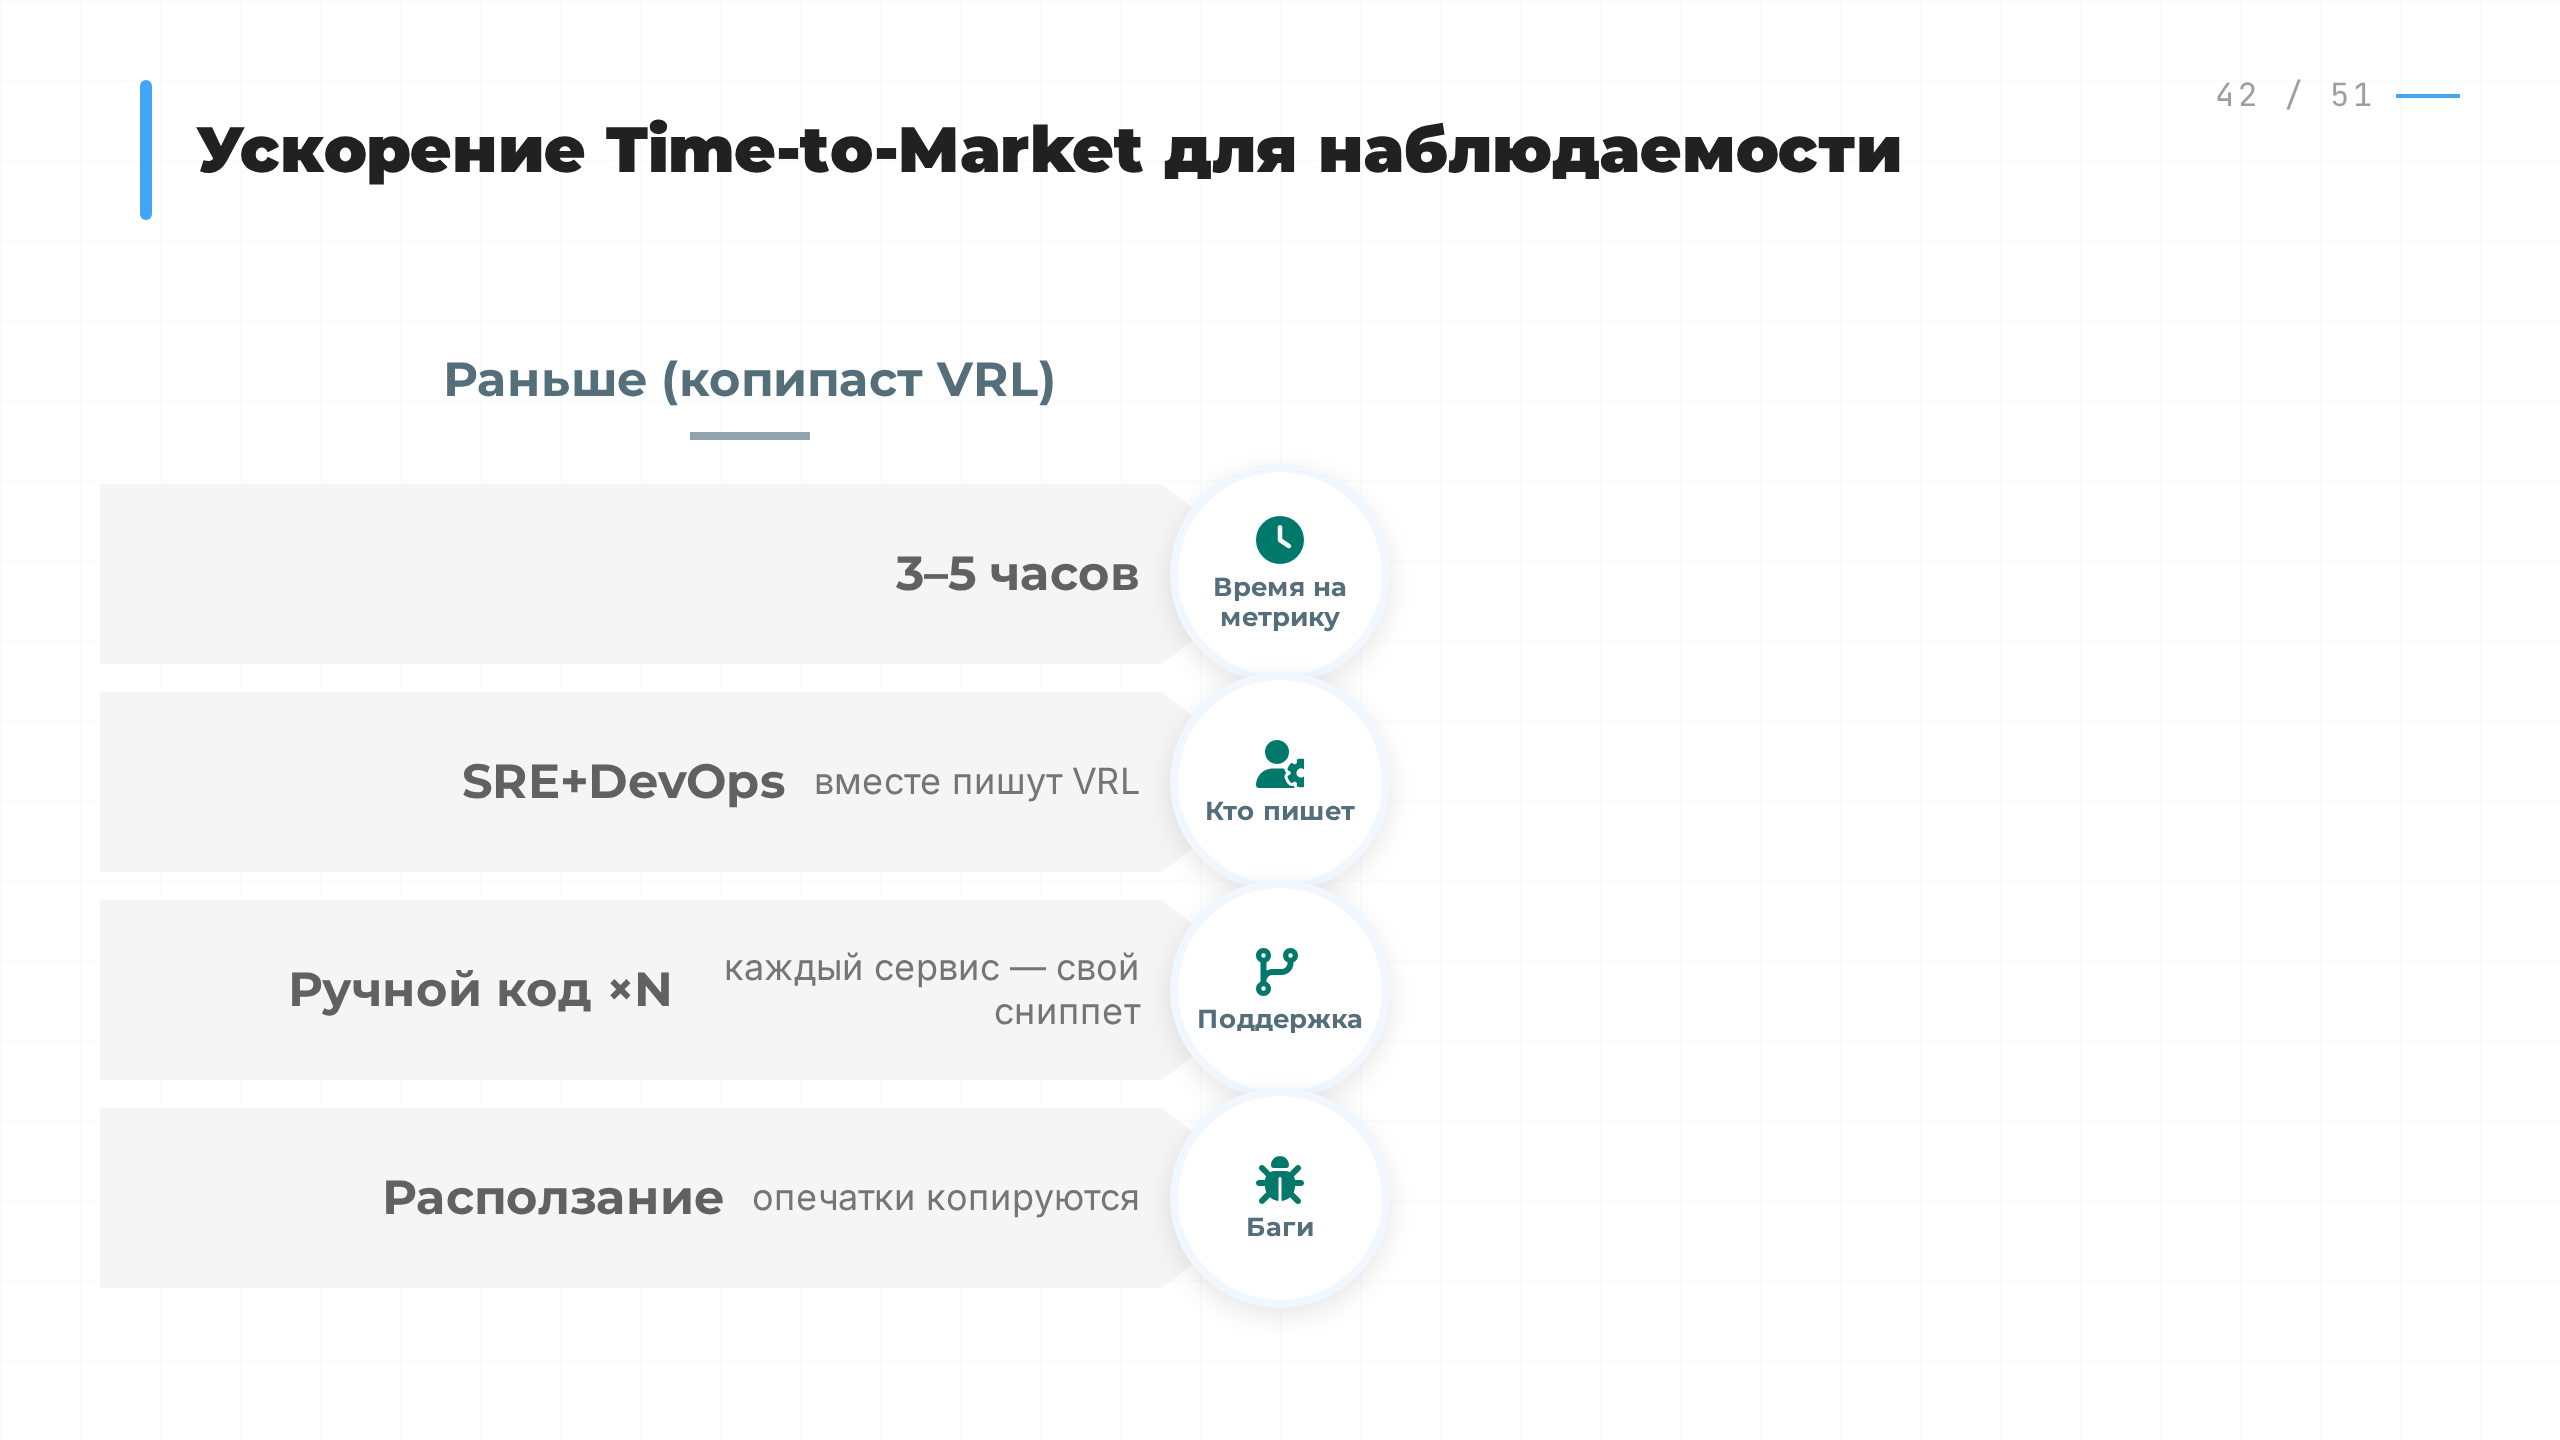 Ускорение Time-to-Market для наблюдаемости
42 / 51
Раньше (копипаст VRL)
3–5 часов
Время на
метрику
SRE+DevOps вместе пишут VRL
Кто пишет
Ручной код ×N
каждый сервис — свой
сниппет
Поддержка
Расползание опечатки копируются
Баги